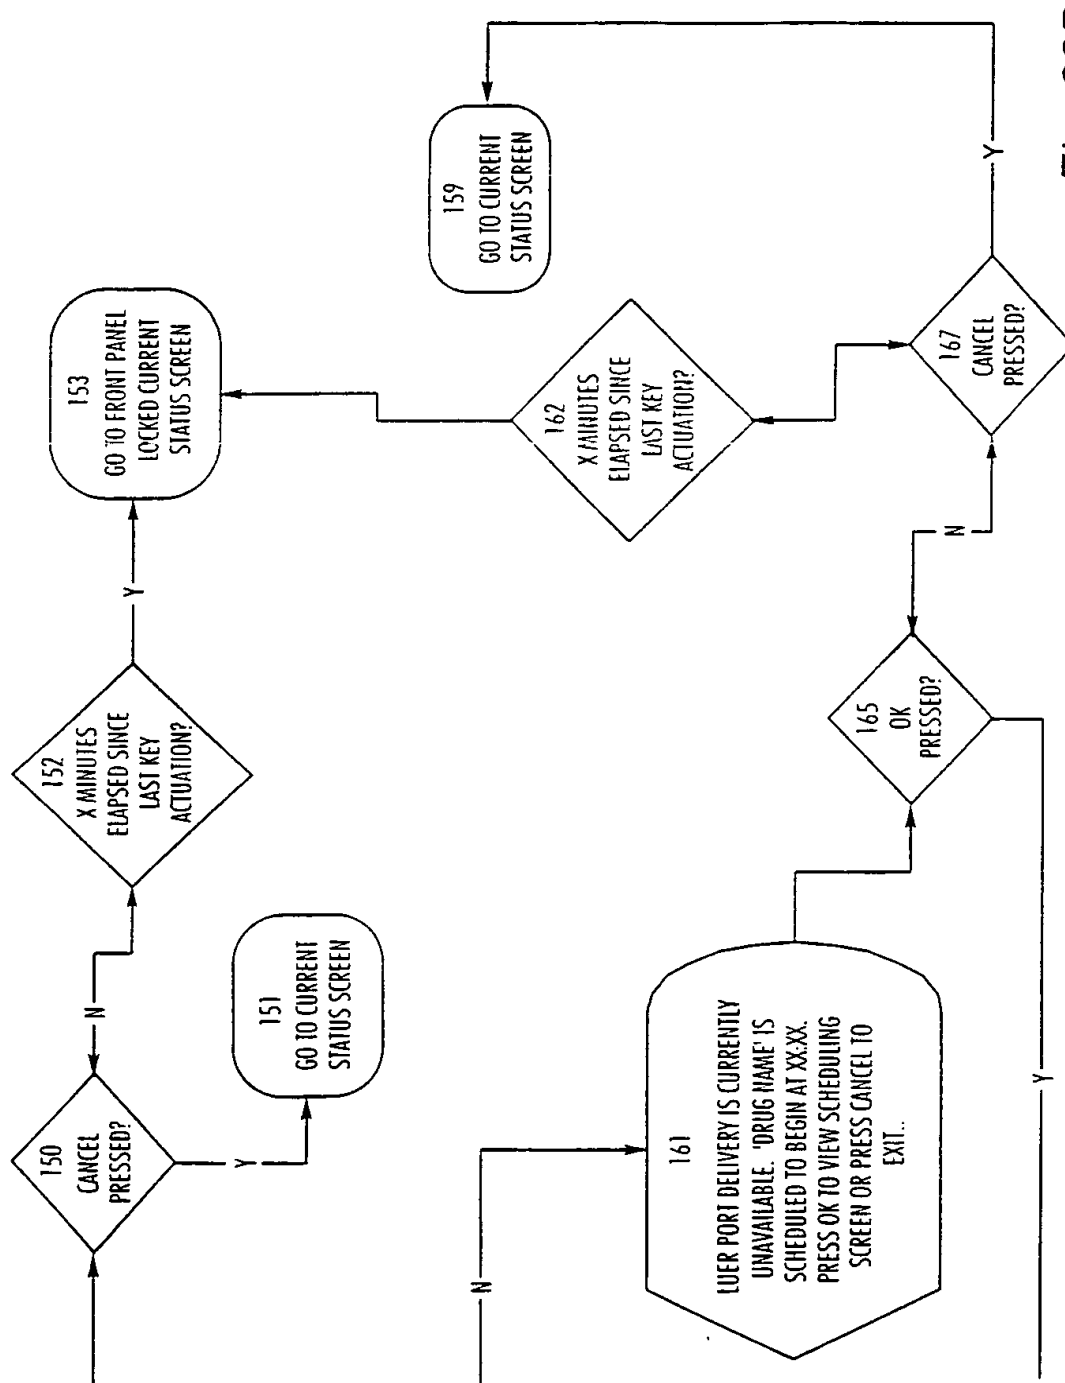 150
CANCEL
PRESSED?
N
Y
151
GO TO CURRENT
STATUS SCREEN
152
X MINUTES
ELAPSED SINCE
LAST KEY
ACTUATION?
Y
153
GO TO FRONT PANEL
LOCKED CURRENT
STATUS SCREEN
N
161
LUER PORT DELIVERY IS CURRENTLY
UNAVAILABLE. 'DRUG NAME' IS
SCHEDULED TO BEGIN AT XX:XX.
PRESS OK TO VIEW SCHEDULING
SCREEN OR PRESS CANCEL TO
EXIT..
165
OK
PRESSED?
Y
N
162
X MINUTES
ELAPSED SINCE
LAST KEY
ACTUATION?
167
CANCEL
PRESSED?
Y
159
GO TO CURRENT
STATUS SCREEN